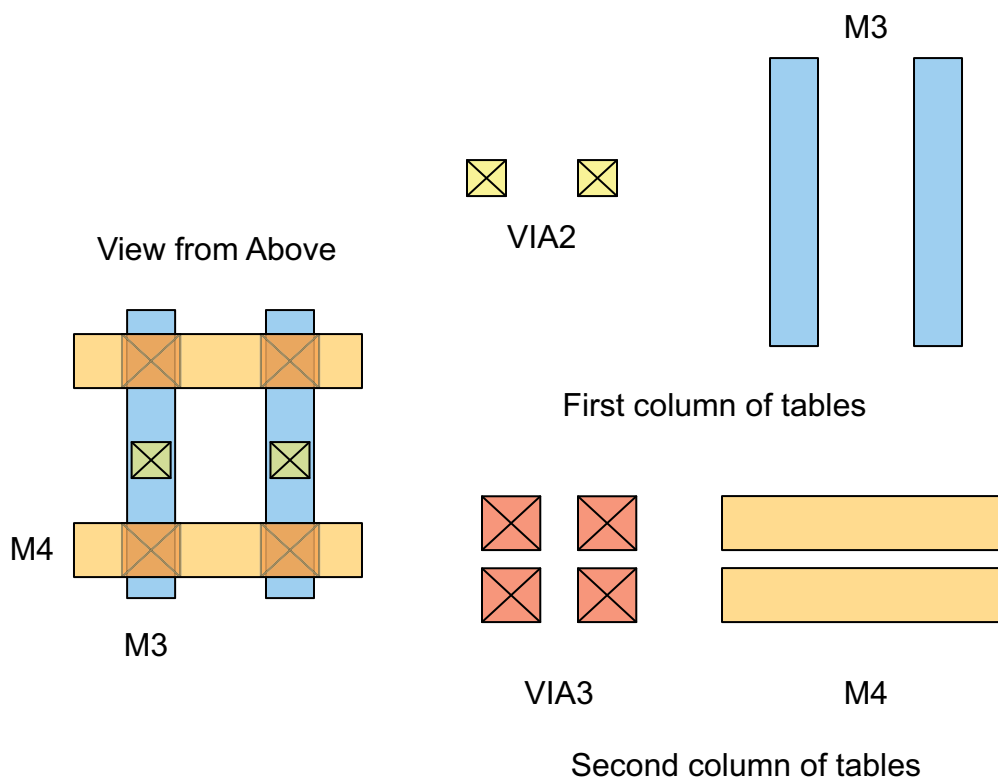 M3
VIA2
View from Above
First column of tables
M4
M3
VIA3
M4
Second column of tables